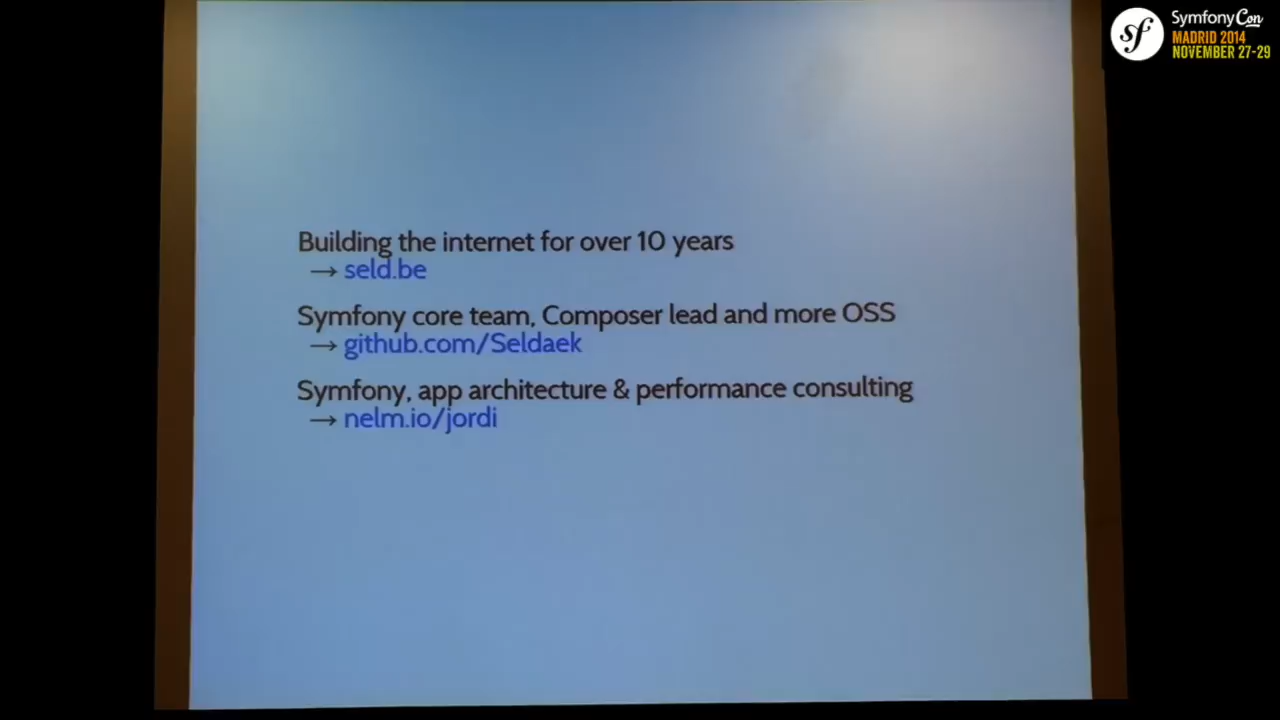 Building the internet for over 10 years
→ seld.be
Symfony core team, Composer lead and more OSS
→ github.com/Seldaek
Symfony, app architecture & performance consulting
→ nelm.io/jordi
sf
SymfonyCon
MADRID 2014
NOVEMBER 27-29